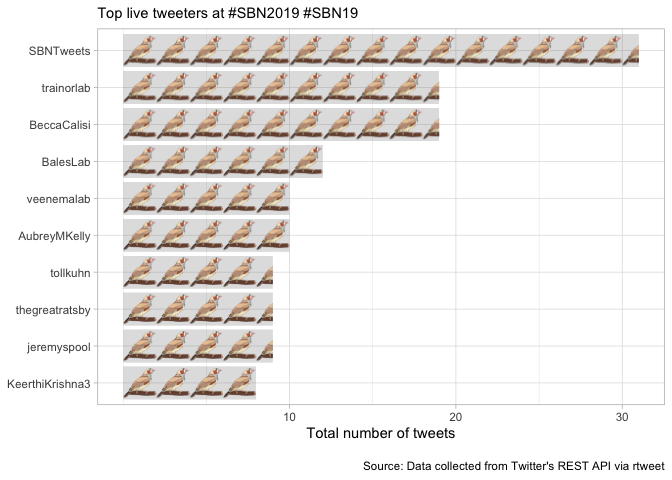 Top live tweeters at #SBN2019 #SBN19
SBNTweets
trainorlab
BeccaCalisi
BalesLab
veenemalab
AubreyMKelly
tollkuhn
thegreatratsby
jeremyspool
KeerthiKrishna3
10 20 30
Total number of tweets
Source: Data collected from Twitter's REST API via rtweet